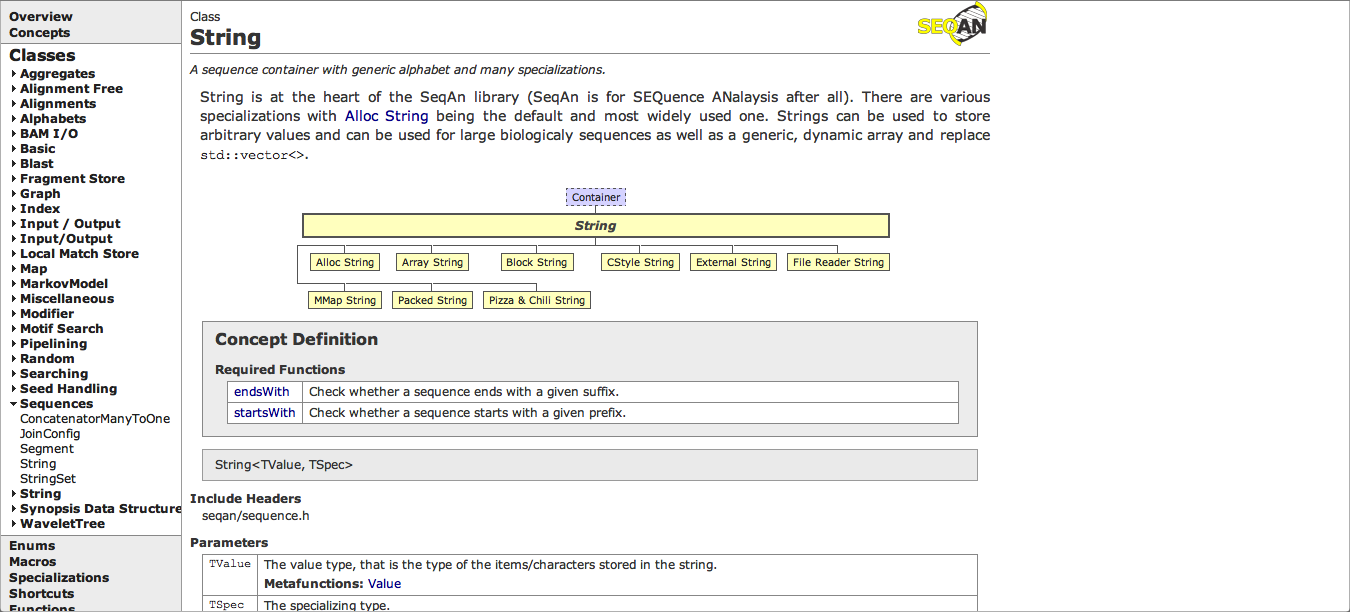 Overview
Concepts
Classes
Aggregates
Alignment Free
Alignments
Alphabets
BAM I/O
Basic
Blast
Fragment Store
Graph
Index
Input / Output
Input/Output
Local Match Store
Map
MarkovModel
Miscellaneous
Modifier
Motif Search
Pipelining
Random
Searching
Seed Handling
Sequences
ConcatenatorManyToOne
JoinConfig
Segment
String
StringSet
String
Synopsis Data Structure
WaveletTree
Enums
Macros
Specializations
Shortcuts
Functions
Class
String
SEQAN
A sequence container with generic alphabet and many specializations.
String is at the heart of the SeqAn library (SeqAn is for SEQuence ANalaysis after all). There are various
specializations with Alloc String being the default and most widely used one. Strings can be used to store
arbitrary values and can be used for large biologicaly sequences as well as a generic, dynamic array and replace
std::vector<>.
Container
String
Alloc String Array String Block String CStyle String External String File Reader String
MMap String Packed String Pizza & Chili String
Concept Definition
Required Functions
endsWith Check whether a sequence ends with a given suffix.
startsWith Check whether a sequence starts with a given prefix.
String<TValue, TSpec>
Include Headers
seqan/sequence.h
Parameters
TValue The value type, that is the type of the items/characters stored in the string.
Metafunctions: Value
TSpec The specializing type.